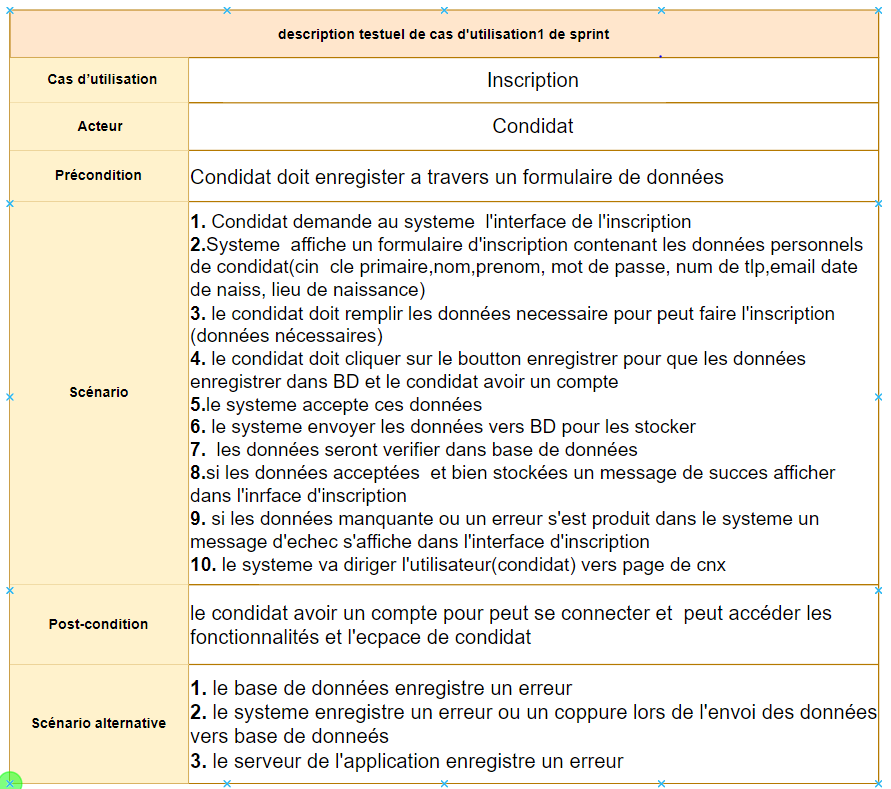 description testuel de cas d'utilisation1 de sprint
Cas d'utilisation
Inscription
Acteur
Condidat
Précondition
Condidat doit enregister a travers un formulaire de données
Scénario
1. Condidat demande au systeme l'interface de l'inscription
2.Systeme affiche un formulaire d'inscription contenant les données personnels
de condidat(cin cle primaire,nom,prenom, mot de passe, num de tlp,email date
de naiss, lieu de naissance)
3. le condidat doit remplir les données necessaire pour peut faire l'inscription
(données nécessaires)
4. le condidat doit cliquer sur le boutton enregistrer pour que les données
enregistrer dans BD et le condidat avoir un compte
5.le systeme accepte ces données
6. le systeme envoyer les données vers BD pour les stocker
7. les données seront verifier dans base de données
8.si les données acceptées et bien stockées un message de succes afficher
dans l'inrface d'inscription
9. si les données manquante ou un erreur s'est produit dans le systeme un
message d'echec s'affiche dans l'interface d'inscription
10. le systeme va diriger l'utilisateur(condidat) vers page de cnx
Post-condition
le condidat avoir un compte pour peut se connecter et peut accéder les
fonctionnalités et l'ecpace de condidat
Scénario alternative
1. le base de données enregistre un erreur
2. le systeme enregistre un erreur ou un coppure lors de l'envoi des données
vers base de donneés
3. le serveur de l'application enregistre un erreur